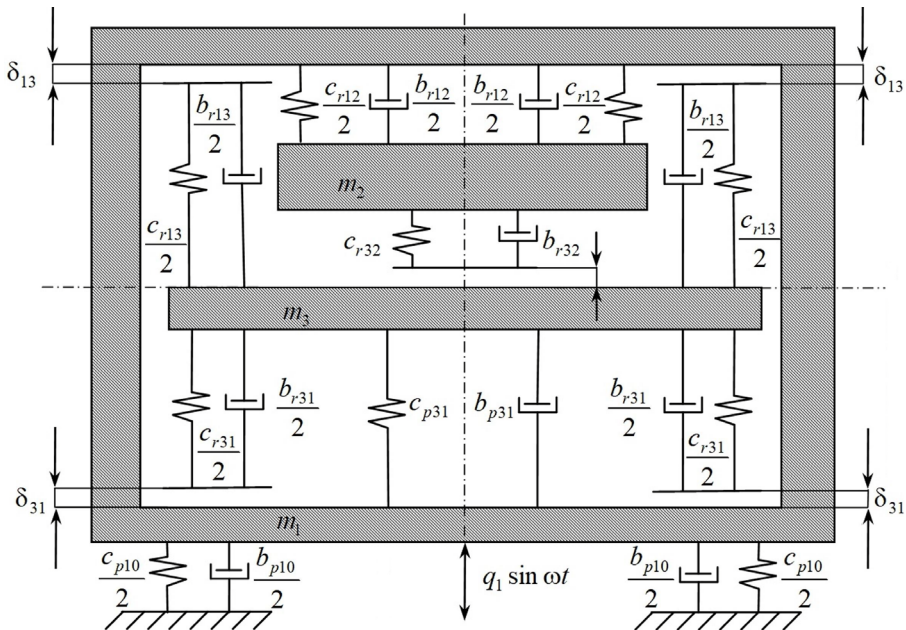 δ13
δ13
br13/2
cr12/2
br12/2
br12/2
cr12/2
br13/2
m2
cr13/2
cr32
br32
cr13/2
m3
br31/2
cp31
bp31
br31/2
cr31/2
cr31/2
δ31
δ31
m1
cp10/2
bp10/2
q1 sin ωt
bp10/2
cp10/2